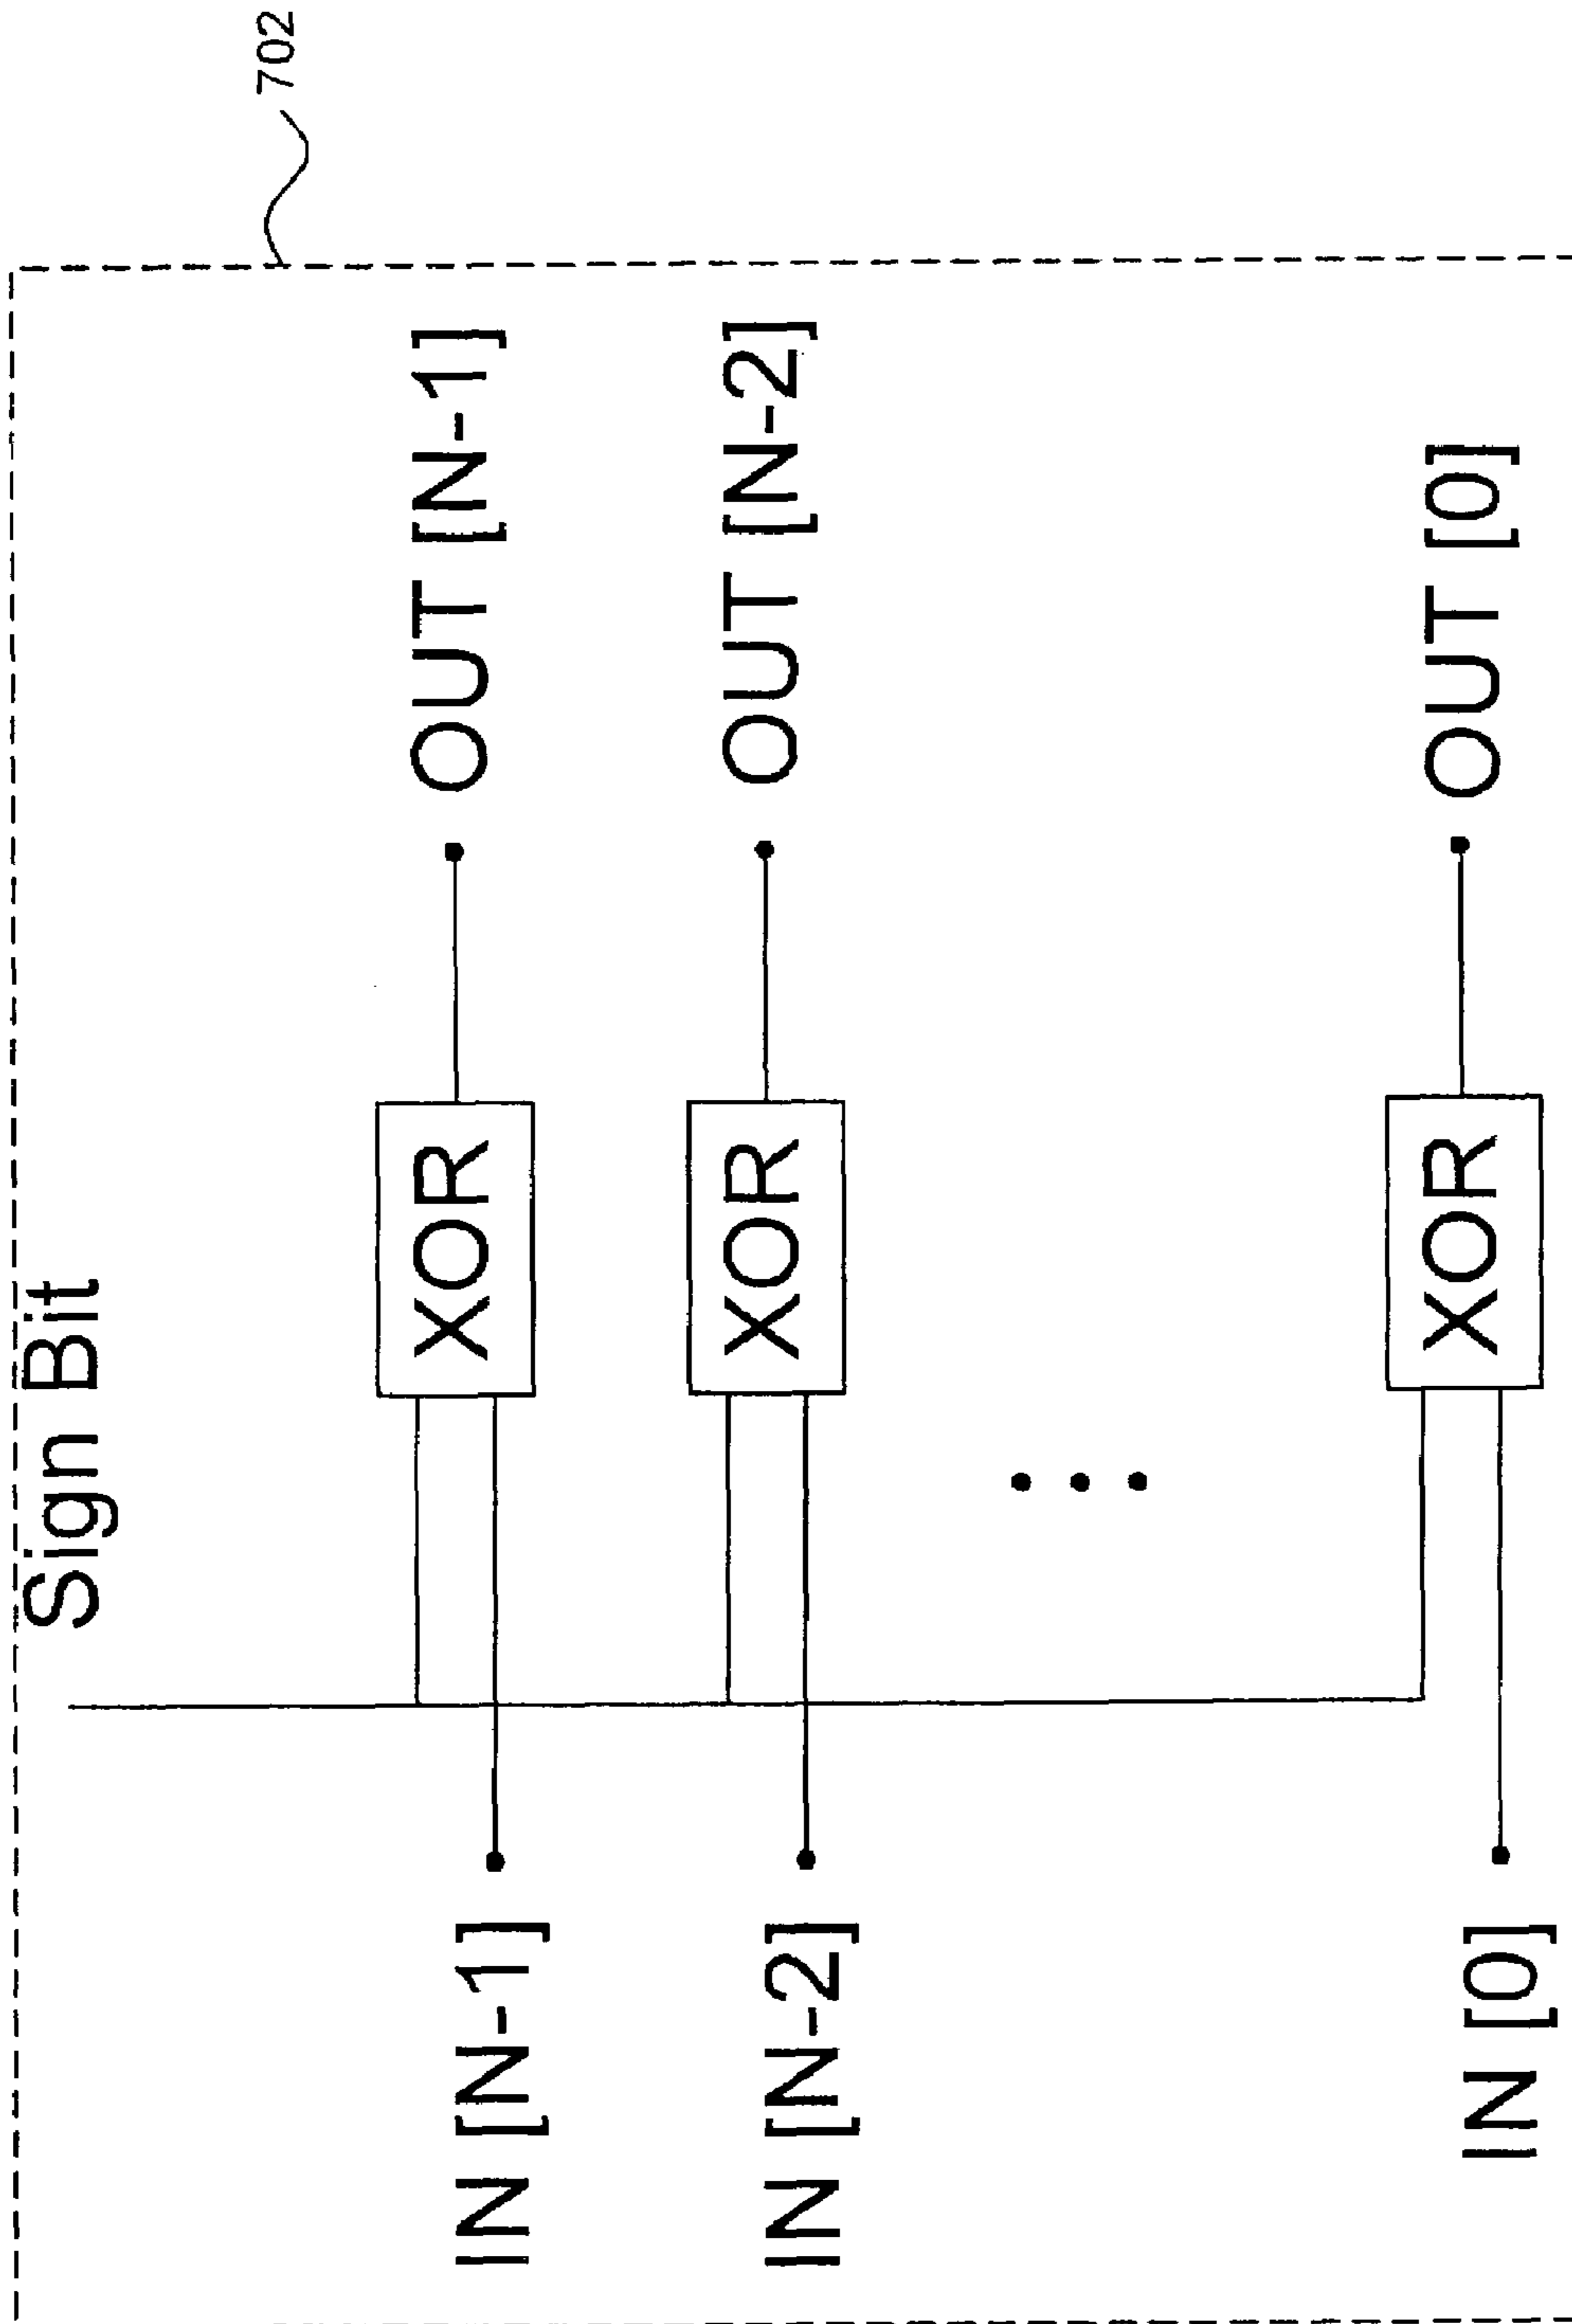 702
Sign Bit
IN [N-1] XOR OUT [N-1]
IN [N-2] XOR OUT [N-2]
IN [0] XOR OUT [0]